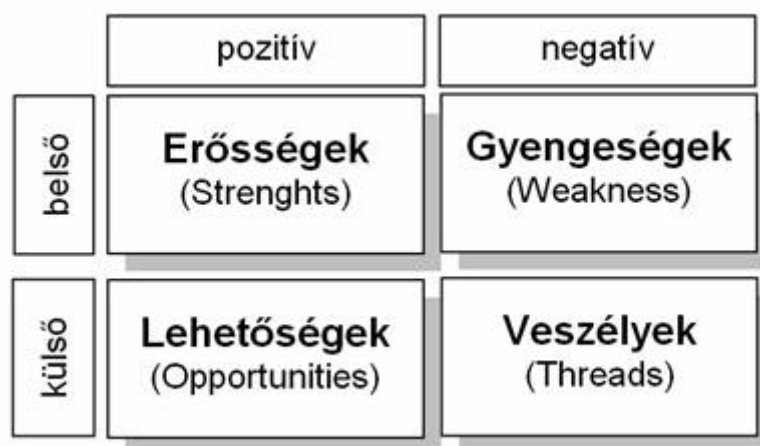 pozitív
negatív
belső
Erősségek
(Strenghts)
Gyengeségek
(Weakness)
külső
Lehetőségek
(Opportunities)
Veszélyek
(Threads)